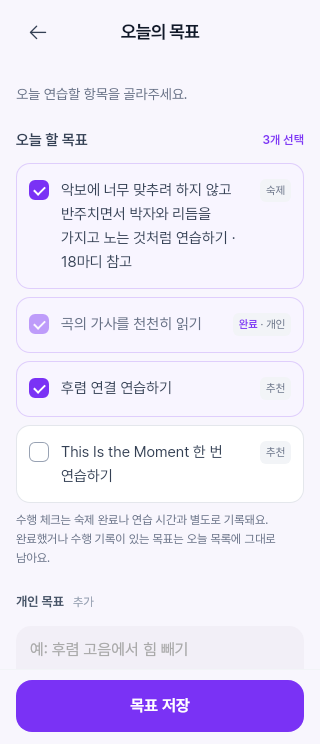 오늘의 목표
오늘 연습할 항목을 골라주세요.
오늘 할 목표
3개 선택
악보에 너무 맞추려 하지 않고
숙제
반주치면서 박자와 리듬을
가지고 노는 것처럼 연습하기 ·
18마디 참고
곡의 가사를 천천히 읽기
완료 · 개인
후렴 연결 연습하기
추천
This Is the Moment 한 번
추천
연습하기
수행 체크는 숙제 완료나 연습 시간과 별도로 기록돼요.
완료했거나 수행 기록이 있는 목표는 오늘 목록에 그대로
남아요.
개인 목표 추가
예: 후렴 고음에서 힘 빼기
목표 저장